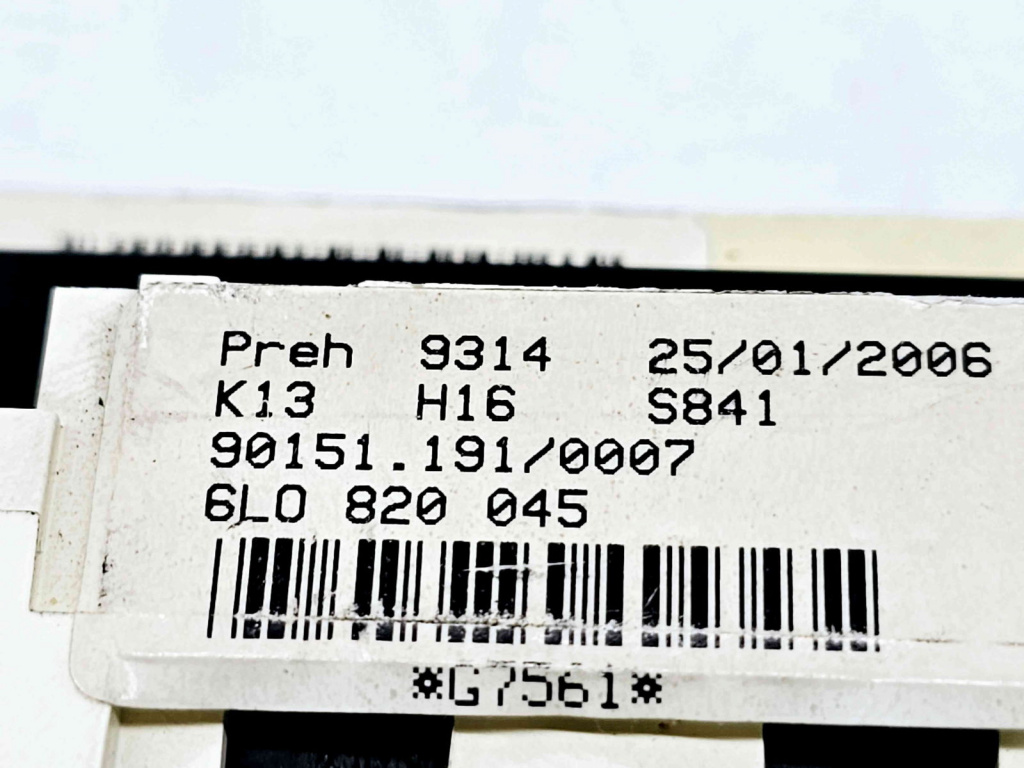 Preh 9314 25/01/2006
K13 H16 S841
90151.191/0007
6L0 820 045
*G7561*